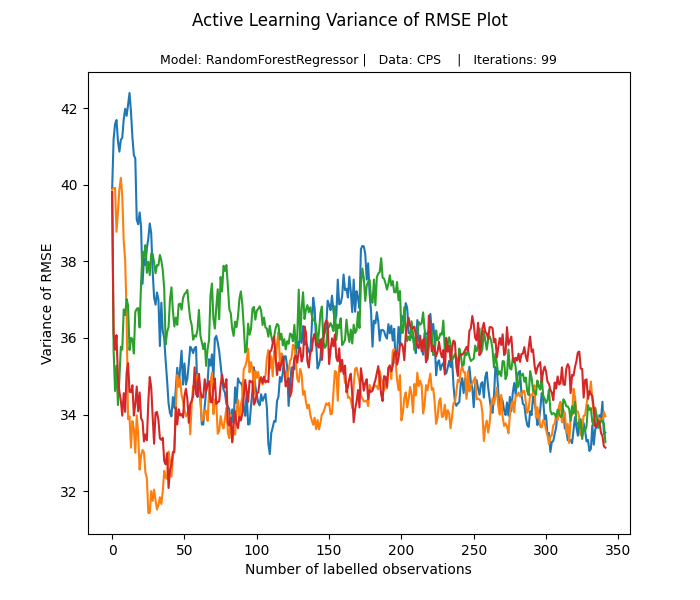 Active Learning Variance of RMSE Plot
Model: RandomForestRegressor | Data: CPS | Iterations: 99
Variance of RMSE
42
40
38
36
34
32
0 50 100 150 200 250 300 350
Number of labelled observations